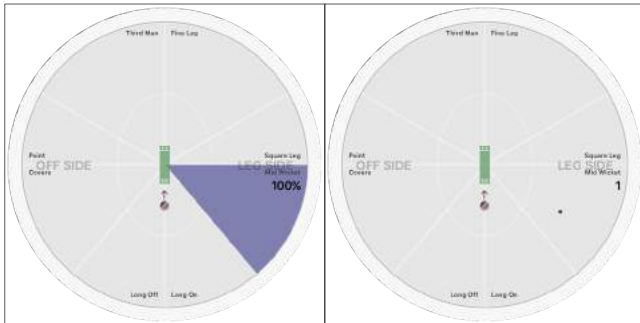 Third Man Fine Leg
Point
OFF SIDE
Covers
Square Leg
LEG SIDE
Mid Wicket
100%
Long Off Long On
Third Man Fine Leg
Point
OFF SIDE
Covers
Square Leg
LEG SIDE
Mid Wicket
1
Long Off Long On